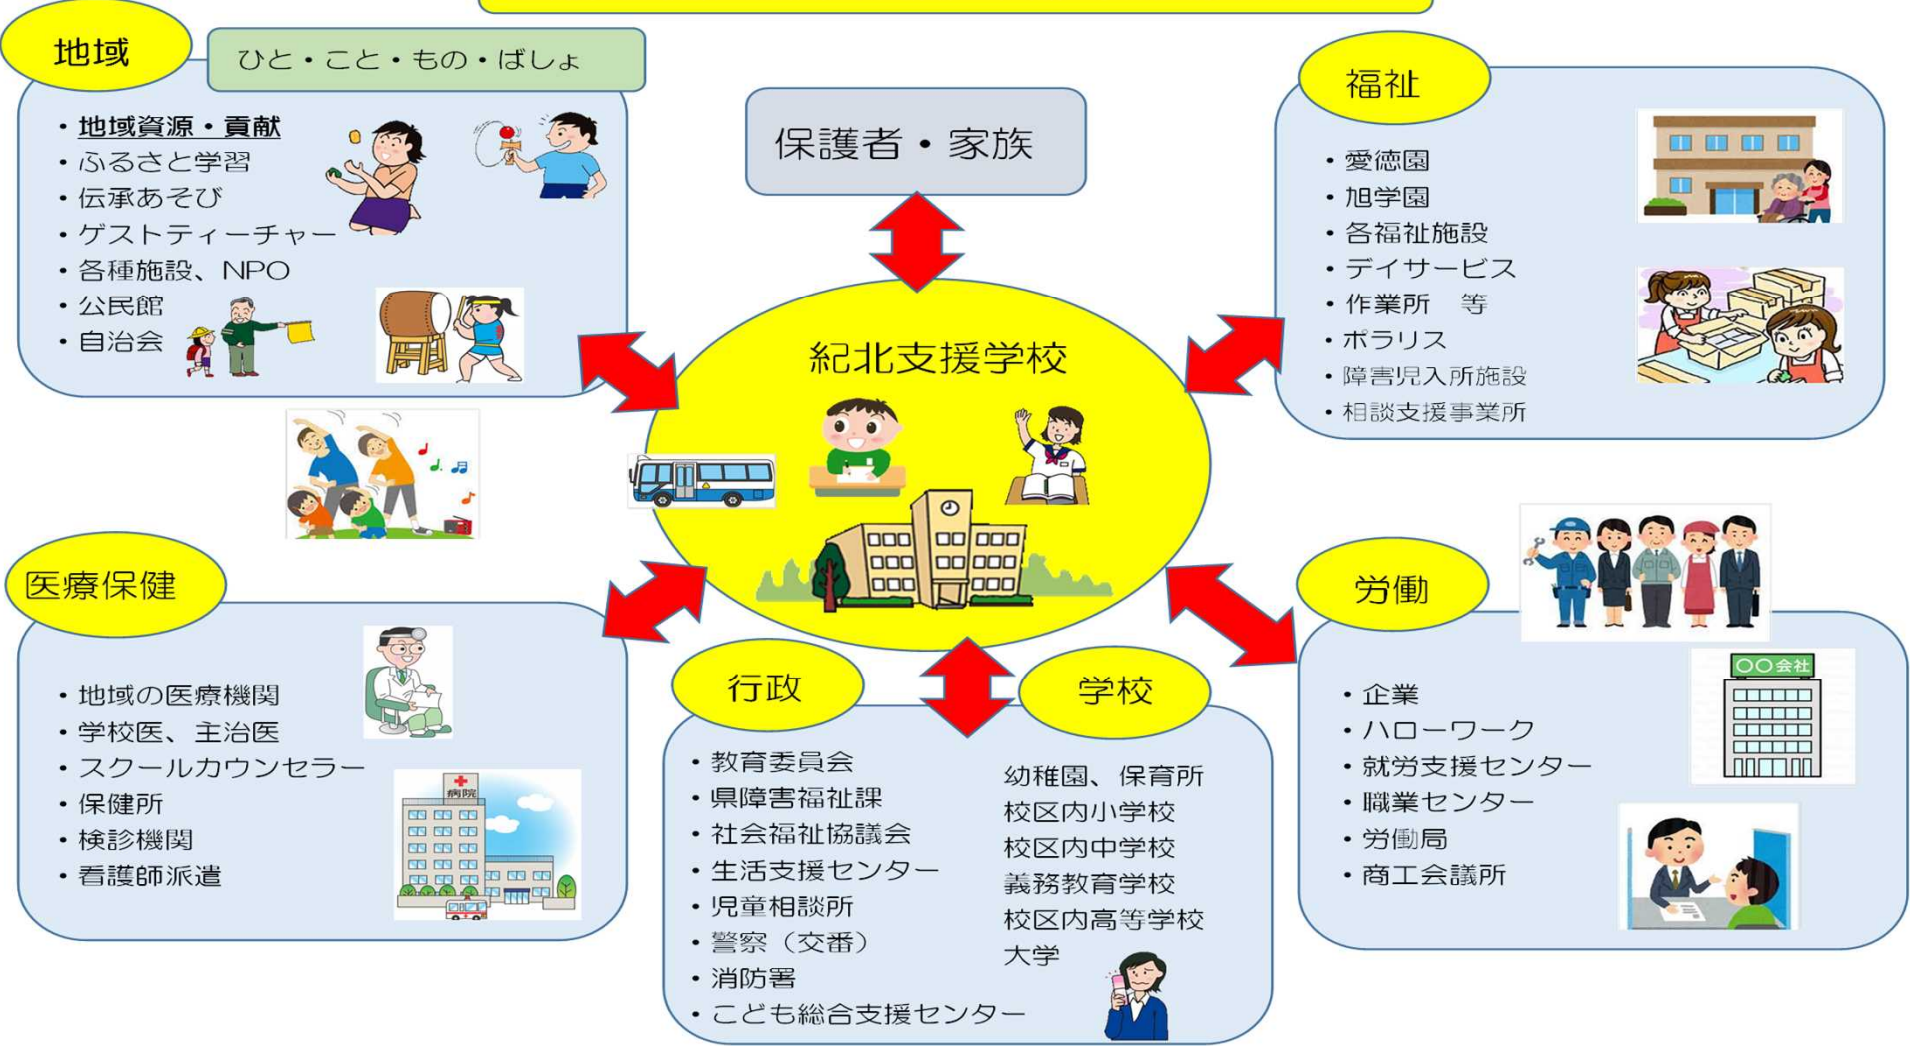 地域
ひと・こと・もの・ばしょ
・地域資源・貢献
・ふるさと学習
・伝承あそび
・ゲストティーチャー
・各種施設、NPO
・公民館
・自治会
保護者・家族
福祉
・愛徳園
・旭学園
・各福祉施設
・デイサービス
・作業所　等
・ポラリス
・障害児入所施設
・相談支援事業所
紀北支援学校
医療保健
・地域の医療機関
・学校医、主治医
・スクールカウンセラー
・保健所
・検診機関
・看護師派遣
病院
行政
・教育委員会
・県障害福祉課
・社会福祉協議会
・生活支援センター
・児童相談所
・警察（交番）
・消防署
・こども総合支援センター
学校
幼稚園、保育所
校区内小学校
校区内中学校
義務教育学校
校区内高等学校
大学
労働
〇〇会社
・企業
・ハローワーク
・就労支援センター
・職業センター
・労働局
・商工会議所